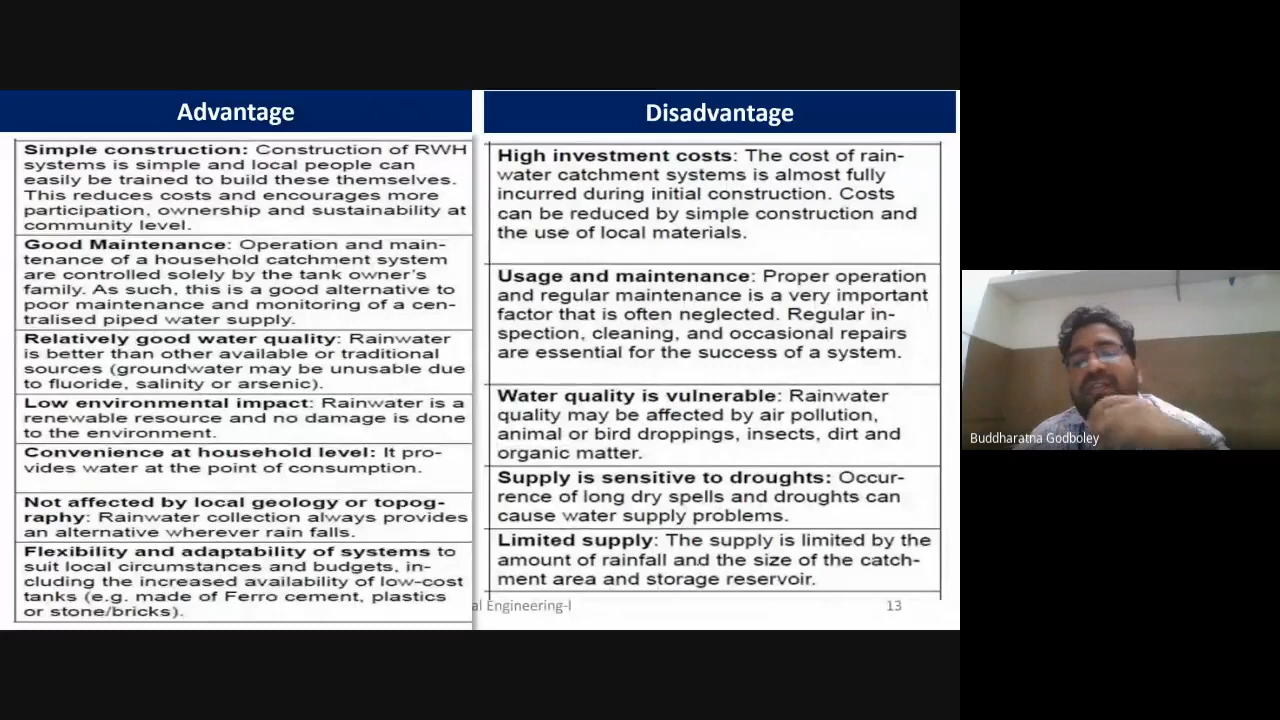 Advantage
Simple construction: Construction of RWH
systems is simple and local people can
easily be trained to build these themselves.
This reduces costs and encourages more
participation, ownership and sustainability at
community level.
Good Maintenance: Operation and main-
tenance of a household catchment system
are controlled solely by the tank owner's
family. As such, this is a good alternative to
poor maintenance and monitoring of a cen-
tralised piped water supply.
Relatively good water quality: Rainwater
is better than other available or traditional
sources (groundwater may be unusable due
to fluoride, salinity or arsenic).
Low environmental impact: Rainwater is a
renewable resource and no damage is done
to the environment.
Convenience at household level: It pro-
vides water at the point of consumption.
Not affected by local geology or topog-
raphy: Rainwater collection always provides
an alternative wherever rain falls.
Flexibility and adaptability of systems to
suit local circumstances and budgets, in-
cluding the increased availability of low-cost
tanks (e.g. made of Ferro cement, plastics
or stone/bricks).
Disadvantage
High investment costs: The cost of rain-
water catchment systems is almost fully
incurred during initial construction. Costs
can be reduced by simple construction and
the use of local materials.
Usage and maintenance: Proper operation
and regular maintenance is a very important
factor that is often neglected. Regular in-
spection, cleaning, and occasional repairs
are essential for the success of a system.
Water quality is vulnerable: Rainwater
quality may be affected by air pollution,
animal or bird droppings, insects, dirt and
organic matter.
Supply is sensitive to droughts: Occur-
rence of long dry spells and droughts can
cause water supply problems.
Limited supply: The supply is limited by the
amount of rainfall and the size of the catch-
ment area and storage reservoir.
al Engineering-I
13
Buddharatna Godboley